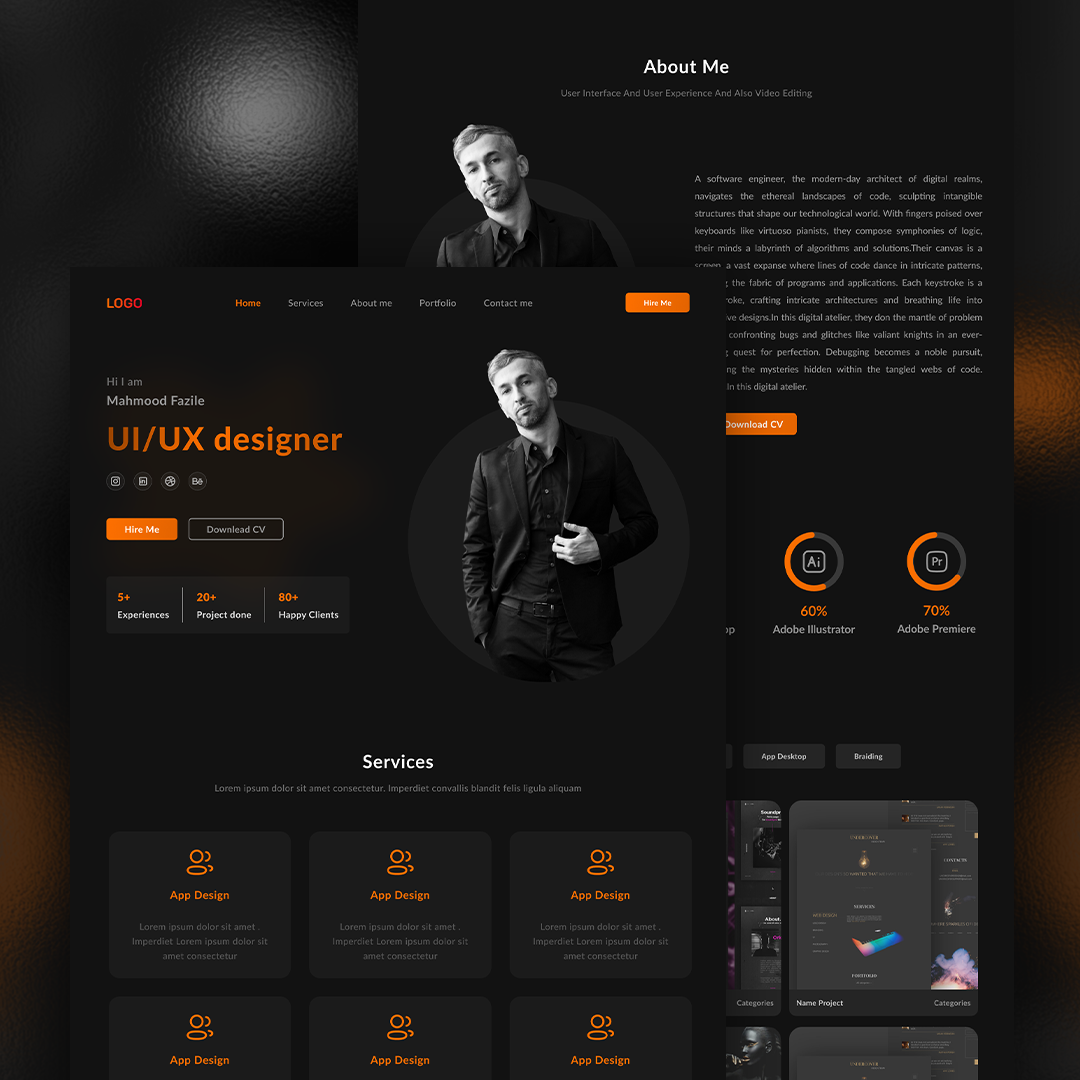 About Me
User Interface And User Experience And Also Video Editing
A software engineer, the modern-day architect of digital realms,
navigates the ethereal landscapes of code, sculpting intangible
structures that shape our technological world. With fingers poised over
keyboards like virtuoso pianists, they compose symphonies of logic,
their minds a labyrinth of algorithms and solutions.Their canvas is a
screen, a vast expanse where lines of code dance in intricate patterns,
the fabric of programs and applications. Each keystroke is a
crafting intricate architectures and breathing life into
designs.In this digital atelier, they don the mantle of problem
confronting bugs and glitches like valiant knights in an ever-
quest for perfection. Debugging becomes a noble pursuit,
the mysteries hidden within the tangled webs of code.
In this digital atelier.
Download CV
LOGO
Home
Services
About me
Portfolio
Contact me
Hire Me
Hi I am
Mahmood Fazile
UI/UX designer
Bē
Hire Me
Downlead CV
5+
Experiences
20+
Project done
80+
Happy Clients
Ai
60%
Adobe Illustrator
Pr
70%
Adobe Premiere
Services
Lorem ipsum dolor sit amet consectetur. Imperdiet convallis blandit felis ligula aliquam
App Desktop
Braiding
App Design
Lorem ipsum dolor sit amet .
Imperdiet Lorem ipsum dolor sit
amet consectetur
App Design
Lorem ipsum dolor sit amet .
Imperdiet Lorem ipsum dolor sit
amet consectetur
App Design
Lorem ipsum dolor sit amet .
Imperdiet Lorem ipsum dolor sit
amet consectetur
CONTACTS
SERVICES
WEB DESIGN
PORTFOLIO
Categories
Name Project
Categories
App Design
App Design
App Design